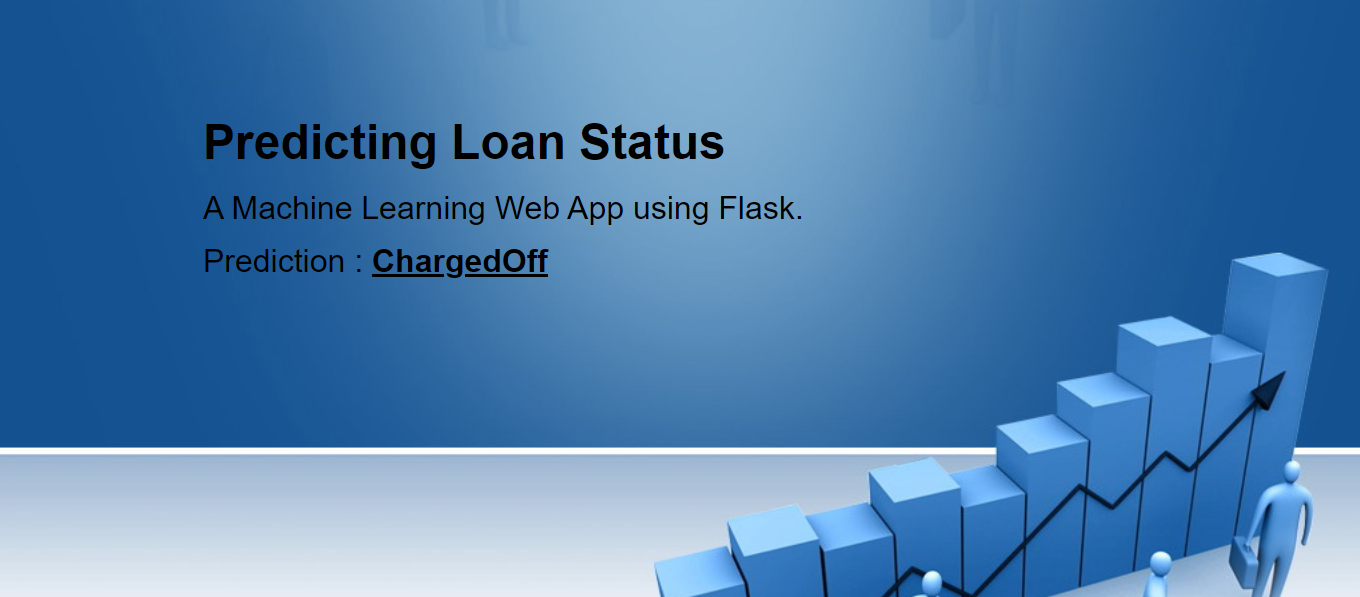 Predicting Loan Status
A Machine Learning Web App using Flask.
Prediction : ChargedOff